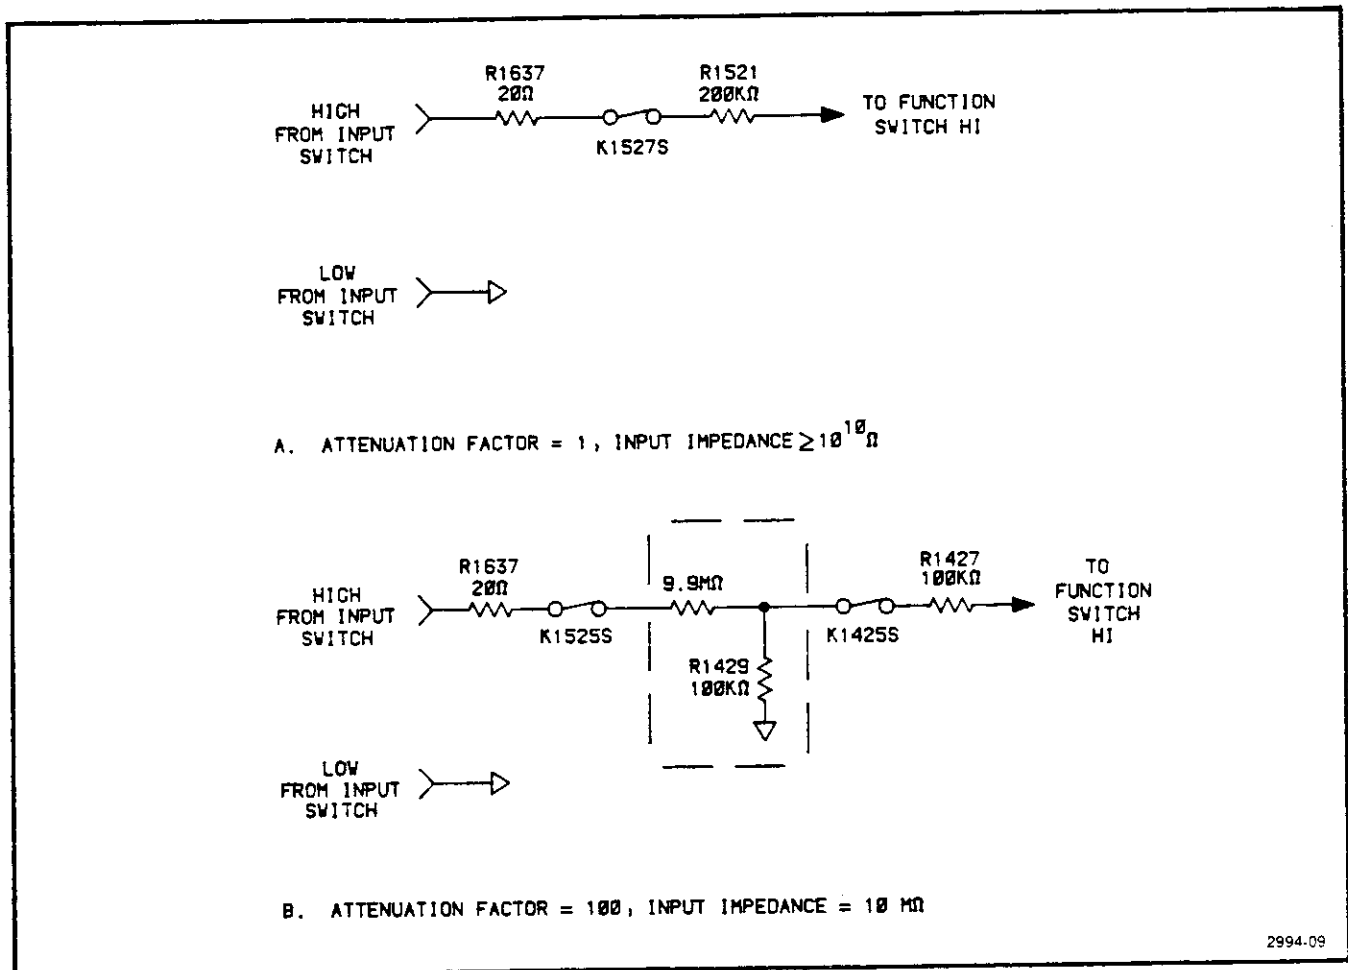 R1637
20Ω
R1521
200KΩ
HIGH
FROM INPUT
SWITCH
K1527S
TO FUNCTION
SWITCH HI
LOW
FROM INPUT
SWITCH
A. ATTENUATION FACTOR = 1, INPUT IMPEDANCE ≥ 10^10 Ω
R1637
20Ω
9.9MΩ
R1427
100KΩ
HIGH
FROM INPUT
SWITCH
K1525S
K1425S
TO
FUNCTION
SWITCH
HI
R1429
100KΩ
LOW
FROM INPUT
SWITCH
B. ATTENUATION FACTOR = 100, INPUT IMPEDANCE = 10 MΩ
2994-09